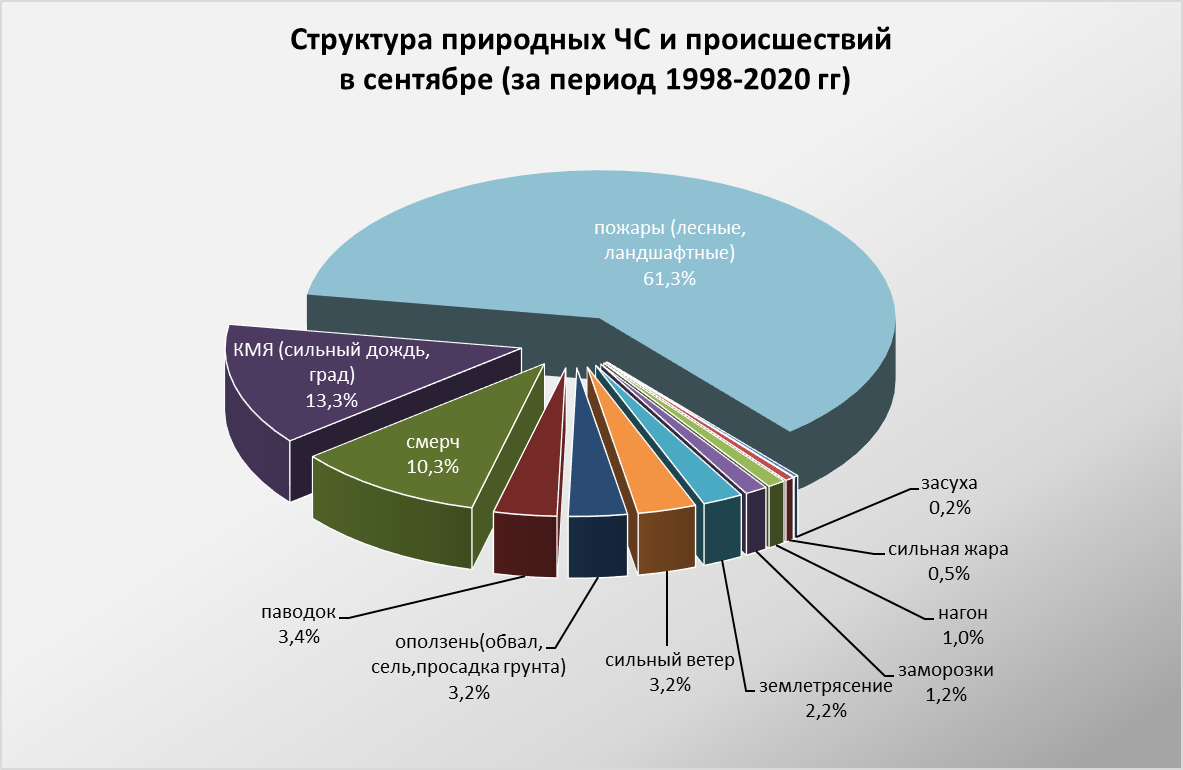 Структура природных ЧС и происшествий
в сентябре (за период 1998-2020 гг)
пожары (лесные,
ландшафтные)
61,3%
КМЯ (сильный дождь,
град)
13,3%
смерч
10,3%
паводок
3,4%
оползень(обвал,
сель,просадка грунта)
3,2%
сильный ветер
3,2%
землетрясение
2,2%
заморозки
1,2%
нагон
1,0%
сильная жара
0,5%
засуха
0,2%